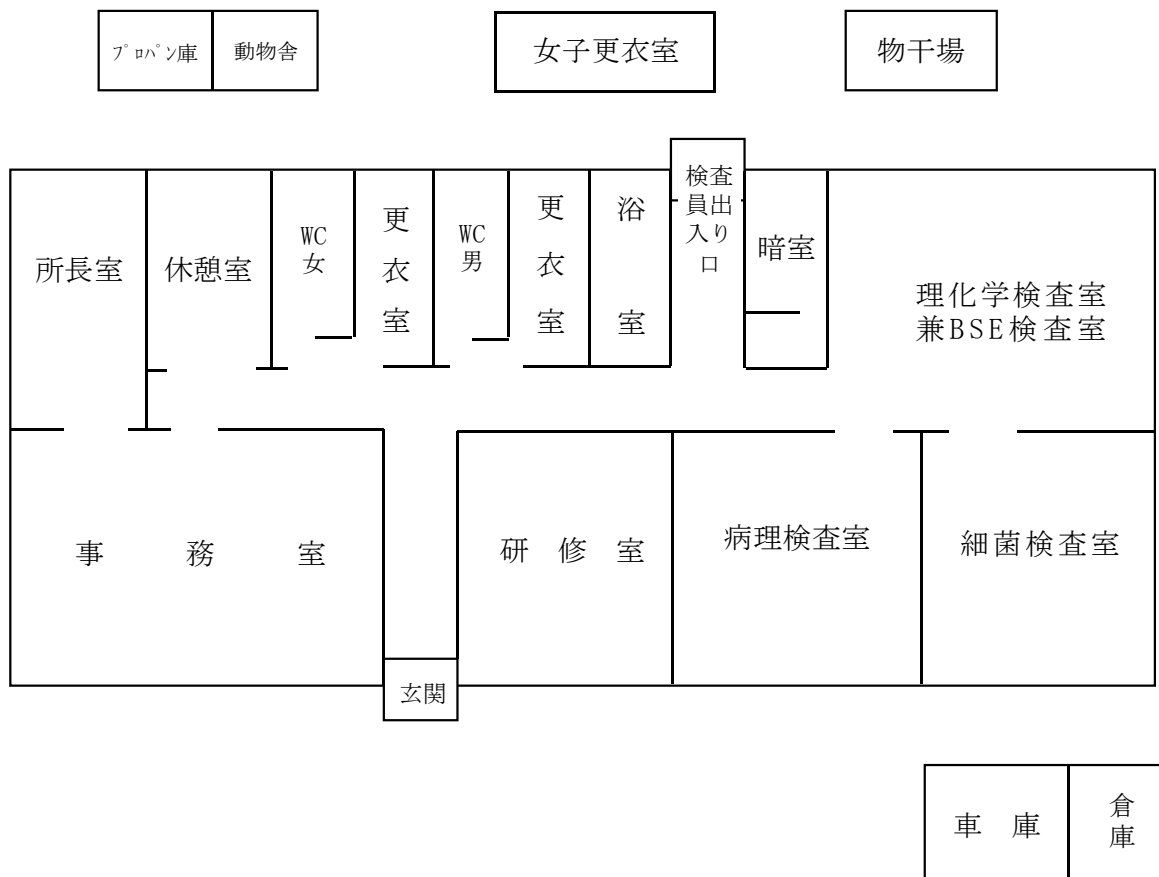 ﾌﾟﾛﾊﾟﾝ庫
動物舎
女子更衣室
物干場
所長室
休憩室
WC
女
更衣室
WC
男
更衣室
浴室
検査
員出
入り
口
暗室
理化学検査室
兼BSE検査室
事務室
研修室
病理検査室
細菌検査室
玄関
車庫
倉庫